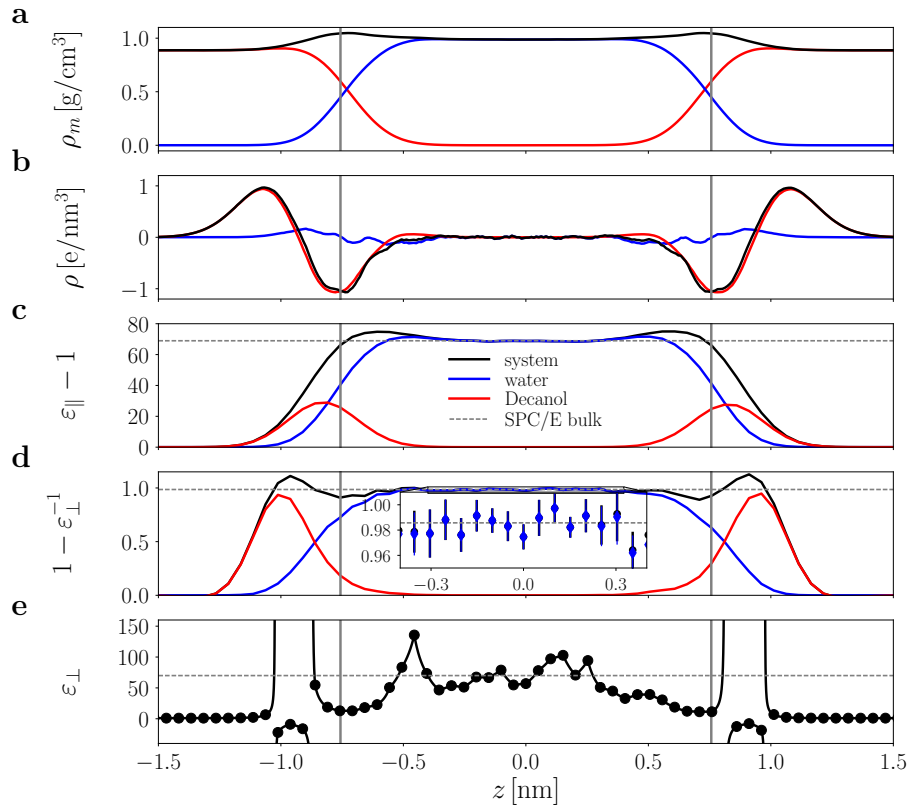 a
1.0
0.5
0.0
ρm [g/cm³]
b
1
0
−1
ρ [e/nm³]
c
80
60
40
20
0
ε∥ − 1
system
water
Decanol
SPC/E bulk
d
1.0
0.5
0.0
1 − ε⊥⁻¹
1.00
0.98
0.96
−0.3 0.0 0.3
e
150
100
50
0
ε⊥
−1.5 −1.0 −0.5 0.0 0.5 1.0 1.5
z [nm]